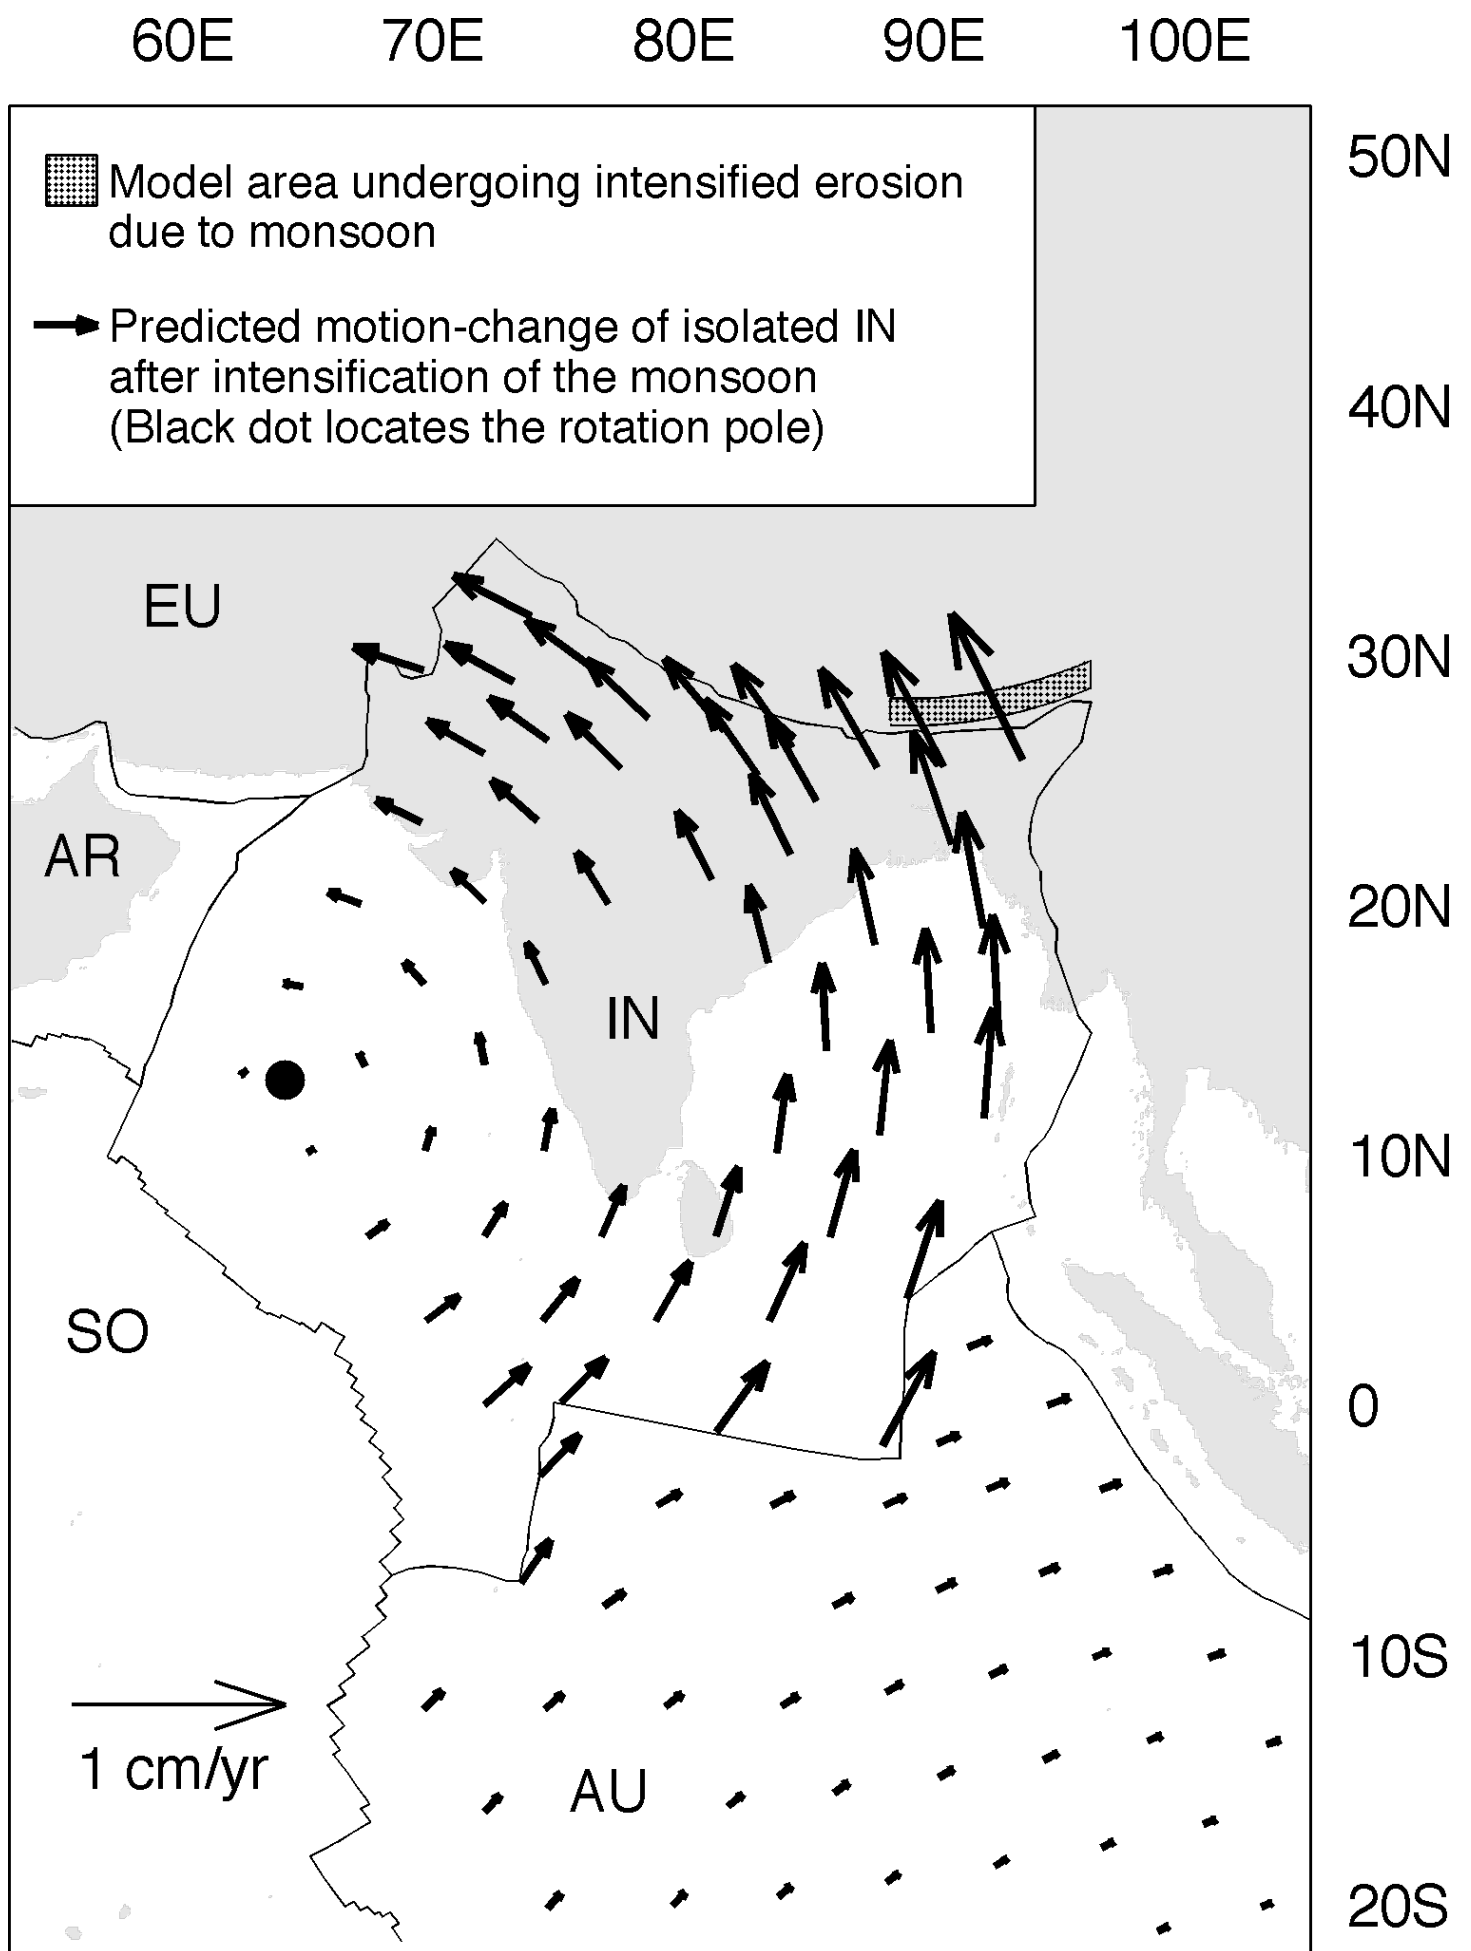 60E 70E 80E 90E 100E
50N
Model area undergoing intensified erosion
due to monsoon
Predicted motion-change of isolated IN
after intensification of the monsoon
(Black dot locates the rotation pole)
40N
EU
30N
AR
20N
IN
10N
SO
0
10S
1 cm/yr
AU
20S